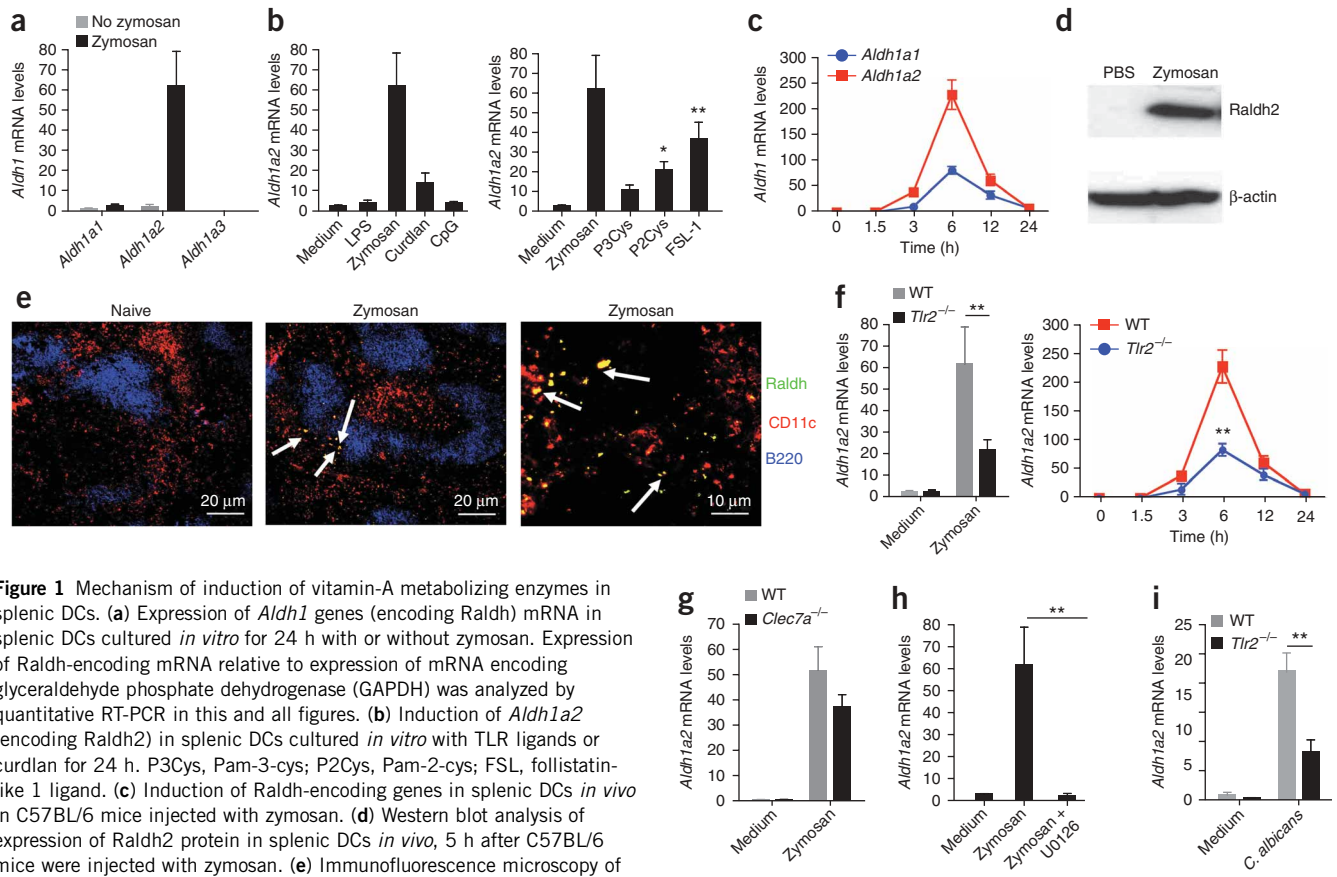 a
No zymosan
Zymosan
Aldh1 mRNA levels
80
70
60
50
40
30
20
10
0
Aldh1a1
Aldh1a2
Aldh1a3
b
Aldh1a2 mRNA levels
80
70
60
50
40
30
20
10
0
Medium
LPS
Zymosan
Curdlan
CpG
Aldh1a2 mRNA levels
80
70
60
50
40
30
20
10
0
*
**
Medium
Zymosan
P3Cys
P2Cys
FSL-1
c
Aldh1a1
Aldh1a2
Aldh1 mRNA levels
300
250
200
150
100
50
0
0 1.5 3 6 12 24
Time (h)
d
PBS Zymosan
Raldh2
β-actin
e
Naive
Zymosan
Zymosan
20 μm
20 μm
10 μm
Raldh
CD11c
B220
f
WT
Tlr2–/–
**
Aldh1a2 mRNA levels
80
70
60
50
40
30
20
10
0
Medium
Zymosan
WT
Tlr2–/–
Aldh1a2 mRNA levels
300
250
200
150
100
50
0
**
0 1.5 3 6 12 24
Time (h)
Figure 1 Mechanism of induction of vitamin-A metabolizing enzymes in
splenic DCs. (a) Expression of Aldh1 genes (encoding Raldh) mRNA in
splenic DCs cultured in vitro for 24 h with or without zymosan. Expression
of Raldh-encoding mRNA relative to expression of mRNA encoding
glyceraldehyde phosphate dehydrogenase (GAPDH) was analyzed by
quantitative RT-PCR in this and all figures. (b) Induction of Aldh1a2
encoding Raldh2) in splenic DCs cultured in vitro with TLR ligands or
curdlan for 24 h. P3Cys, Pam-3-cys; P2Cys, Pam-2-cys; FSL, follistatin-
ike 1 ligand. (c) Induction of Raldh-encoding genes in splenic DCs in vivo
n C57BL/6 mice injected with zymosan. (d) Western blot analysis of
expression of Raldh2 protein in splenic DCs in vivo, 5 h after C57BL/6
mice were injected with zymosan. (e) Immunofluorescence microscopy of
g
WT
Clec7a–/–
Aldh1a2 mRNA levels
70
60
50
40
30
20
10
0
Medium
Zymosan
h
**
Aldh1a2 mRNA levels
80
70
60
50
40
30
20
10
0
Medium
Zymosan
Zymosan +
U0126
i
WT
Tlr2–/–
**
Aldh1a2 mRNA levels
25
20
15
10
5
0
Medium
C. albicans